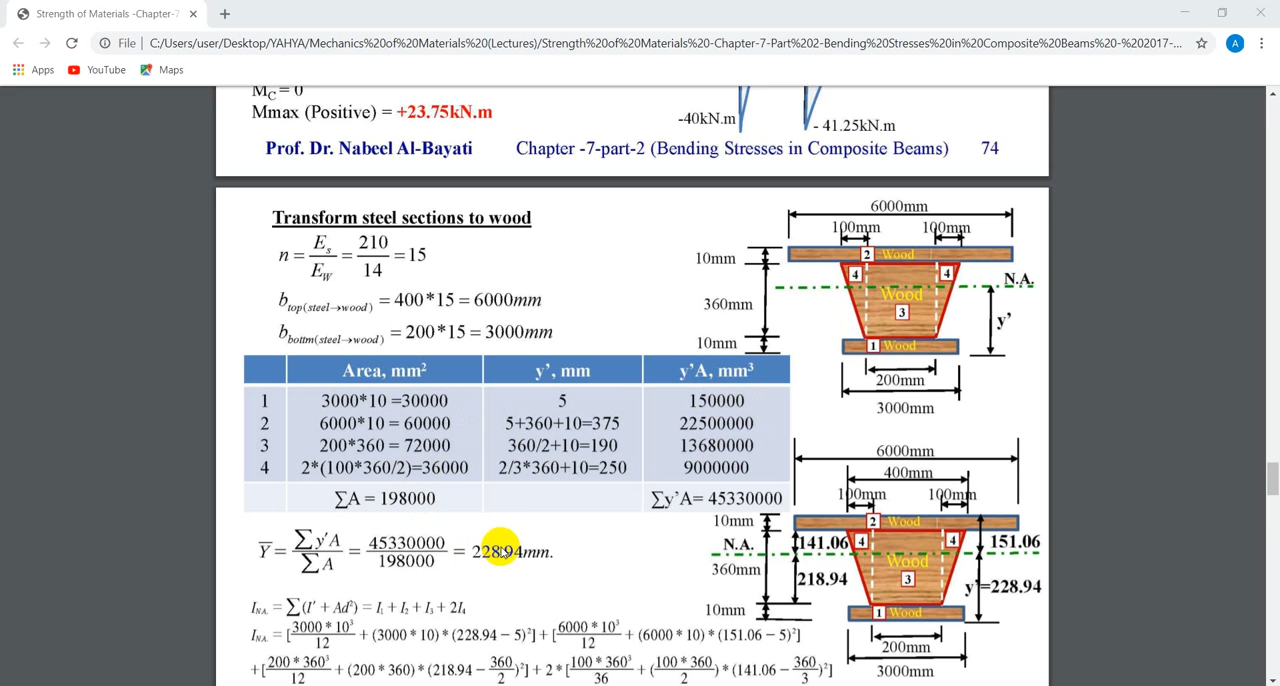 Strength of Materials -Chapter-7
File | C:/Users/user/Desktop/YAHYA/Mechanics%20of%20Materials%20(Lectures)/Strength%20of%20Materials%20-Chapter-7-Part%202-Bending%20Stresses%20in%20Composite%20Beams%20-%202017-...
A
Apps YouTube Maps
M_C = 0
Mmax (Positive) = +23.75kN.m
-40kN.m
- 41.25kN.m
Prof. Dr. Nabeel Al-Bayati Chapter -7-part-2 (Bending Stresses in Composite Beams) 74
Transform steel sections to wood
n = E_s / E_W = 210 / 14 = 15
b_top(steel→wood) = 400*15 = 6000mm
b_bottm(steel→wood) = 200*15 = 3000mm
6000mm
100mm 100mm
10mm
2 Wood
4 4
N.A.
360mm
Wood
3
y'
10mm
1 Wood
200mm
3000mm
Area, mm² y', mm y'A, mm³
1 3000*10 =30000 5 150000
2 6000*10 = 60000 5+360+10=375 22500000
3 200*360 = 72000 360/2+10=190 13680000
4 2*(100*360/2)=36000 2/3*360+10=250 9000000
∑A = 198000 ∑y'A= 45330000
6000mm
400mm
100mm 100mm
10mm
2 Wood
N.A.
141.06 4 4 151.06
360mm
Wood
218.94 3 y'=228.94
10mm
1 Wood
200mm
3000mm
Y̅ = ∑y'A / ∑A = 45330000 / 198000 = 228.94mm.
I_N.A. = ∑(I' + Ad²) = I₁ + I₂ + I₃ + 2I₄
I_N.A. = [3000*10³/12 + (3000*10)*(228.94 − 5)²] + [6000*10³/12 + (6000*10)*(151.06 − 5)²]
+[200*360³/12 + (200*360)*(218.94 − 360/2)²] + 2*[100*360³/36 + (100*360/2)*(141.06 − 360/3)²]